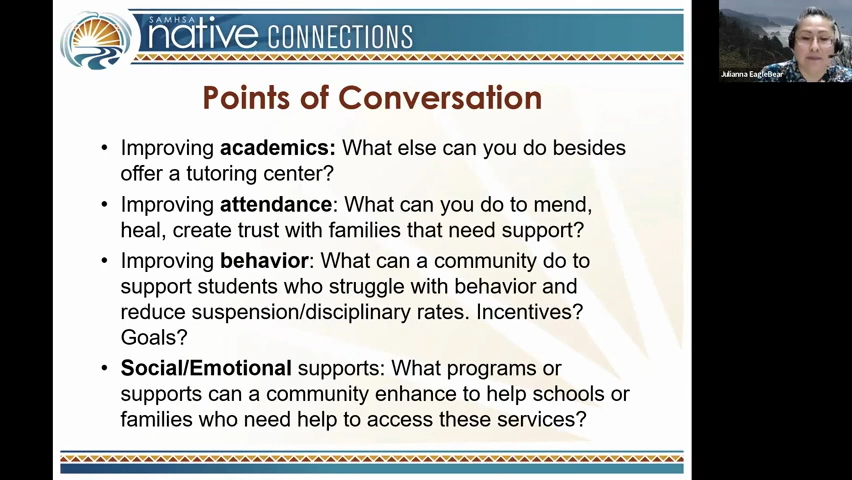 SAMHSA
native CONNECTIONS
Julianna EagleBear
Points of Conversation
• Improving academics: What else can you do besides
offer a tutoring center?
• Improving attendance: What can you do to mend,
heal, create trust with families that need support?
• Improving behavior: What can a community do to
support students who struggle with behavior and
reduce suspension/disciplinary rates. Incentives?
Goals?
• Social/Emotional supports: What programs or
supports can a community enhance to help schools or
families who need help to access these services?